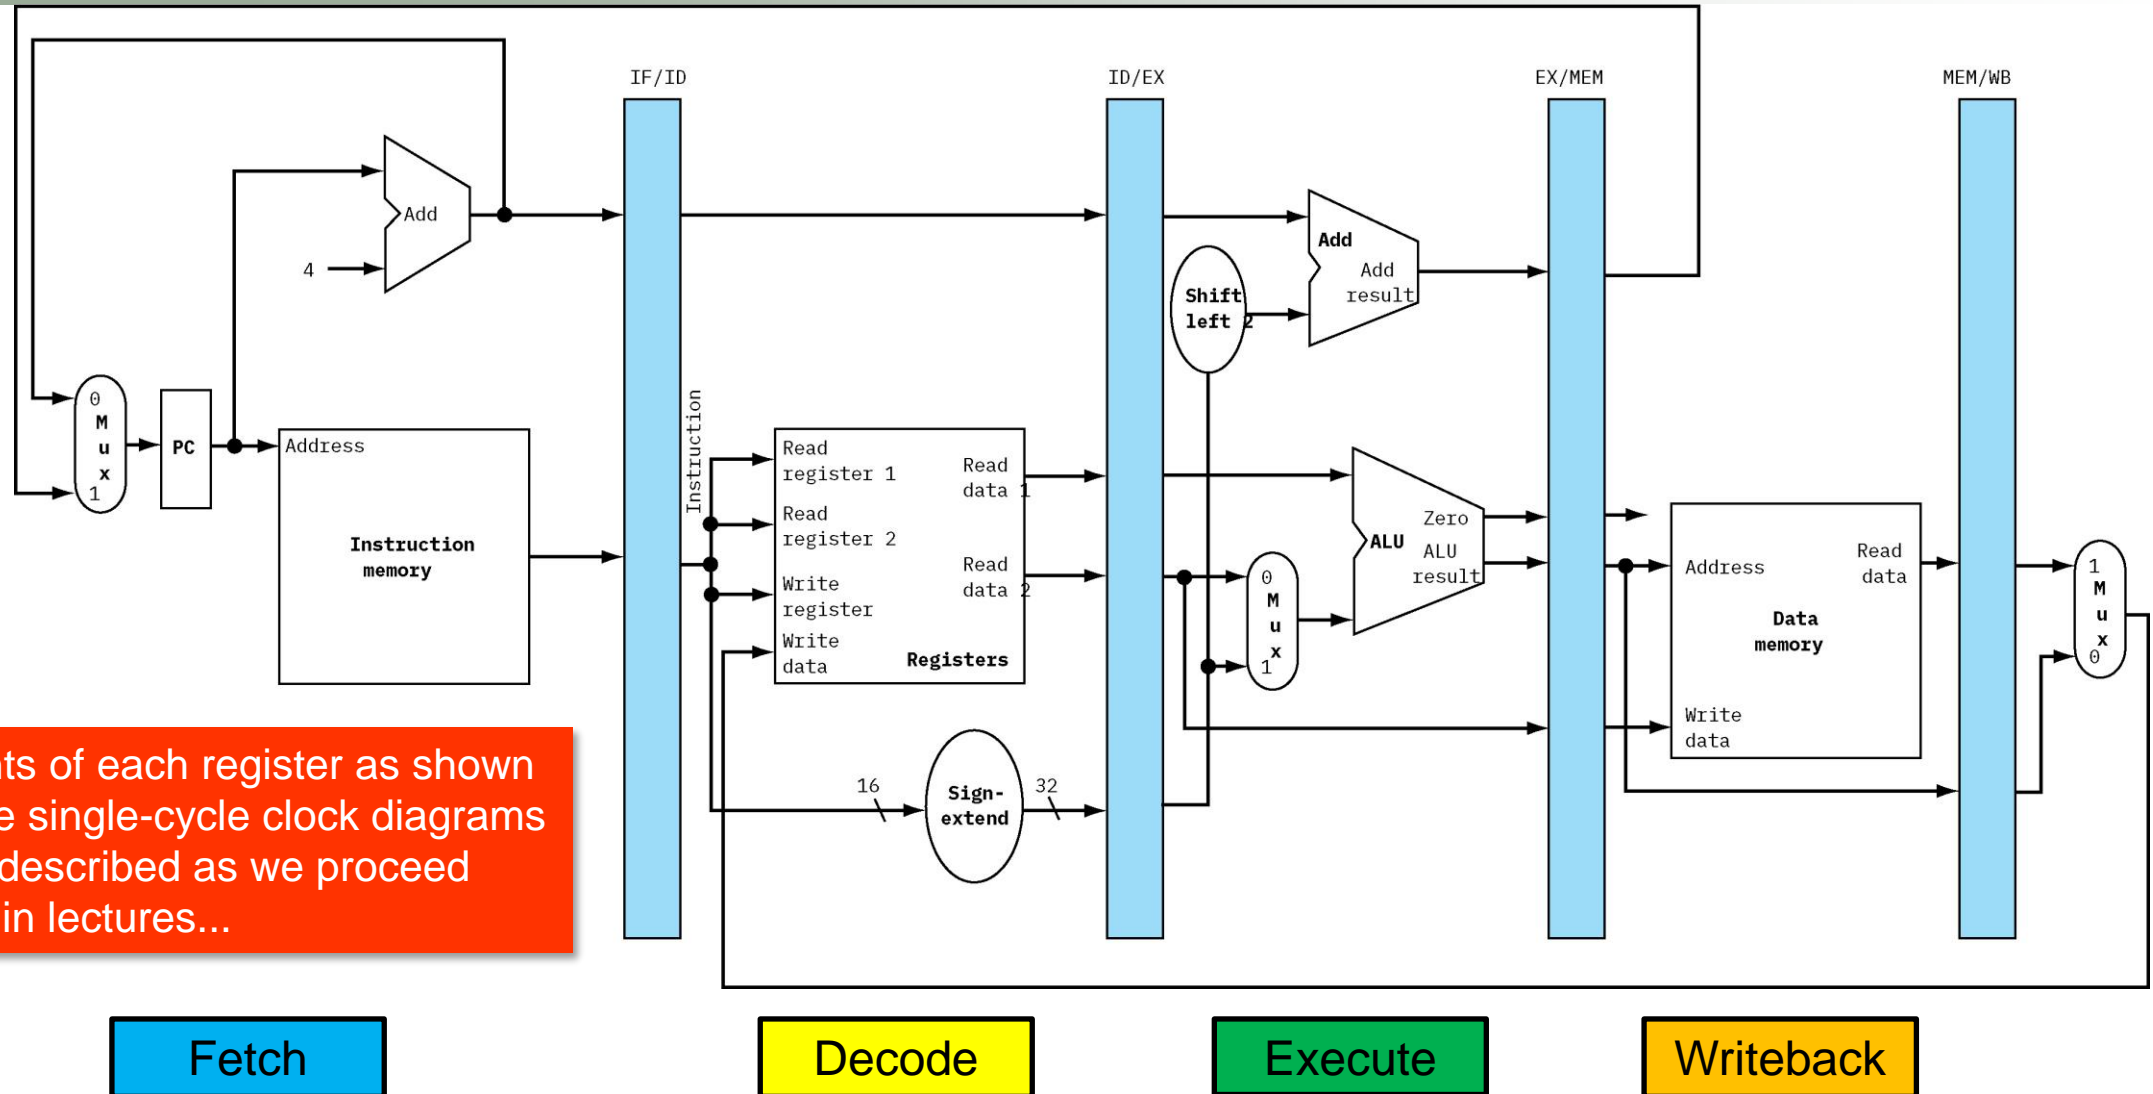 IF/ID
ID/EX
EX/MEM
MEM/WB
Add
4
0
M
u
x
1
PC
Address
Instruction
memory
Instruction
Read
register 1
Read
register 2
Write
register
Write
data
Read
data 1
Read
data 2
Registers
16
Sign-
extend
32
Shift
left 2
Add
Add
result
0
M
u
x
1
ALU
Zero
ALU
result
Address
Read
data
Data
memory
Write
data
1
M
u
x
0
of each register as shown
single-cycle clock diagrams
described as we proceed
in lectures...
Fetch
Decode
Execute
Writeback